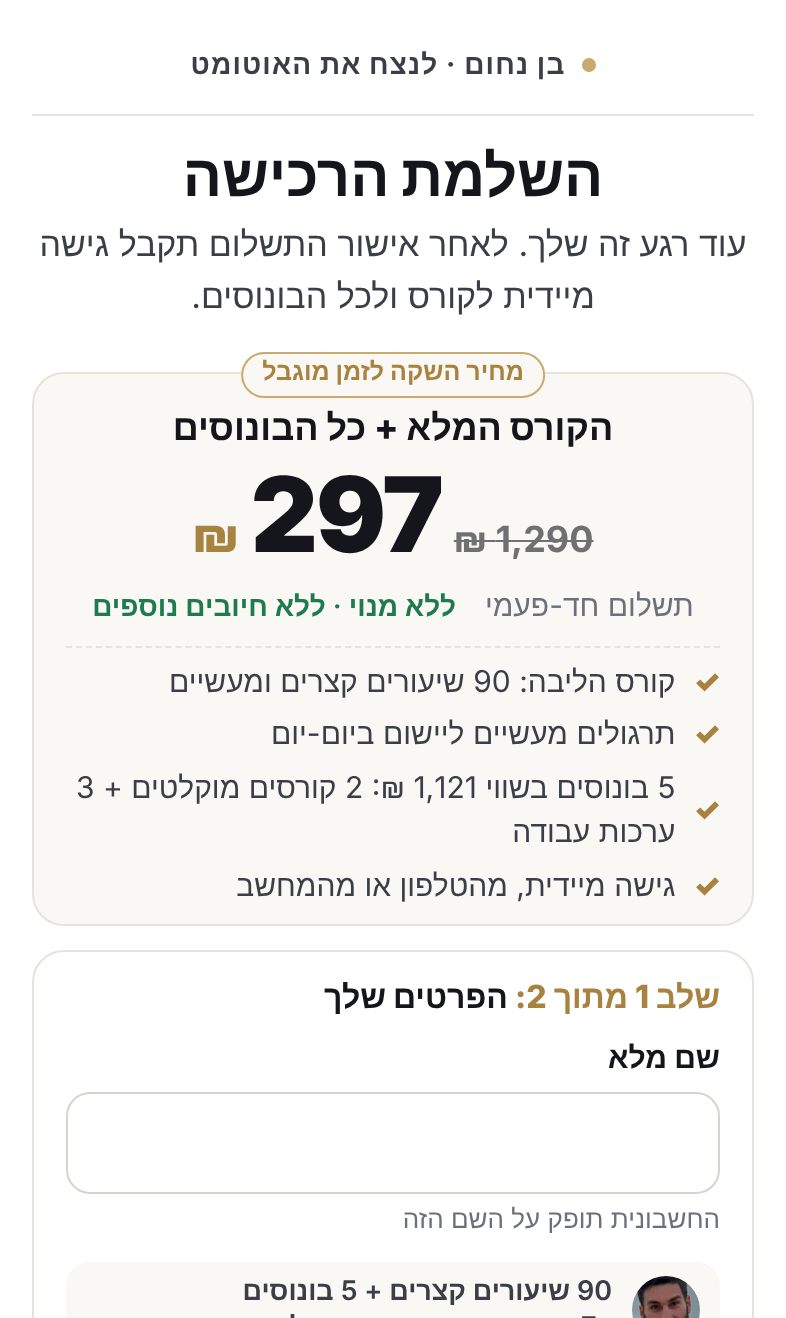 בן נחום · לנצח את האוטומט
השלמת הרכישה
עוד רגע זה שלך. לאחר אישור התשלום תקבל גישה
מיידית לקורס ולכל הבונוסים.
מחיר השקה לזמן מוגבל
הקורס המלא + כל הבונוסים
1,290 ₪ 297 ₪
תשלום חד-פעמי ללא מנוי · ללא חיובים נוספים
קורס הליבה: 90 שיעורים קצרים ומעשיים
תרגולים מעשיים ליישום ביום-יום
5 בונוסים בשווי 1,121 ₪: 2 קורסים מוקלטים + 3
ערכות עבודה
גישה מיידית, מהטלפון או מהמחשב
שלב 1 מתוך 2: הפרטים שלך
שם מלא
החשבונית תופק על השם הזה
90 שיעורים קצרים + 5 בונוסים